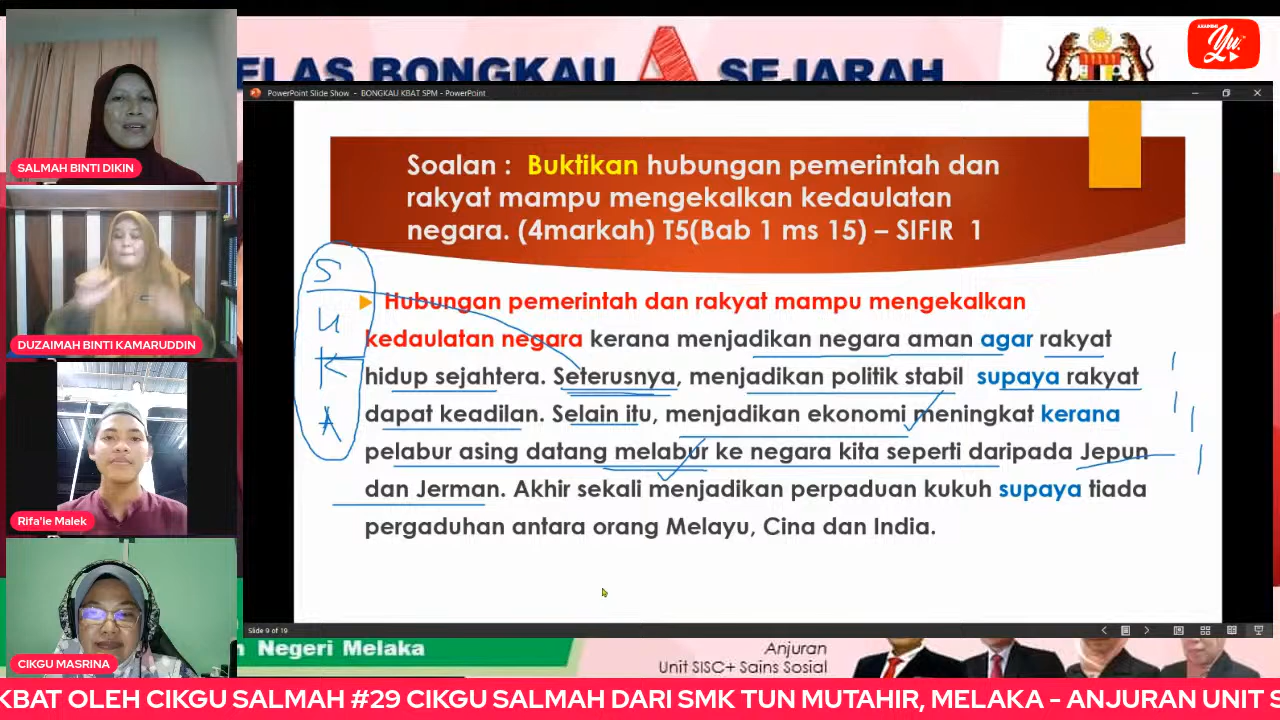 ELAS BONGKAU A SEJARAH
Yu.
PowerPoint Slide Show - BONGKAU KBAT SPM - PowerPoint
SALMAH BINTI DIKIN
DUZAIMAH BINTI KAMARUDDIN
Rifa'ie Malek
CIKGU MASRINA
Soalan : Buktikan hubungan pemerintah dan
rakyat mampu mengekalkan kedaulatan
negara. (4markah) T5(Bab 1 ms 15) – SIFIR 1
S
U
K
A
Hubungan pemerintah dan rakyat mampu mengekalkan
kedaulatan negara kerana menjadikan negara aman agar rakyat
hidup sejahtera. Seterusnya, menjadikan politik stabil supaya rakyat
dapat keadilan. Selain itu, menjadikan ekonomi meningkat kerana
pelabur asing datang melabur ke negara kita seperti daripada Jepun
dan Jerman. Akhir sekali menjadikan perpaduan kukuh supaya tiada
pergaduhan antara orang Melayu, Cina dan India.
Slide 9 of 19
n Negeri Melaka
Anjuran
Unit SISC+ Sains Sosial
KBAT OLEH CIKGU SALMAH #29 CIKGU SALMAH DARI SMK TUN MUTAHIR, MELAKA - ANJURAN UNIT S